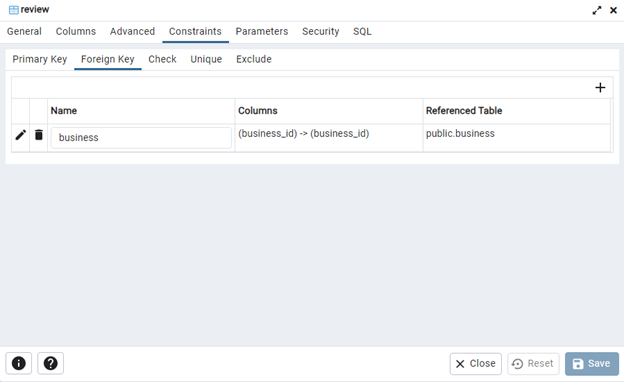 review
General Columns Advanced Constraints Parameters Security SQL
Primary Key Foreign Key Check Unique Exclude
Name Columns Referenced Table
business (business_id) -> (business_id) public.business
Close Reset Save